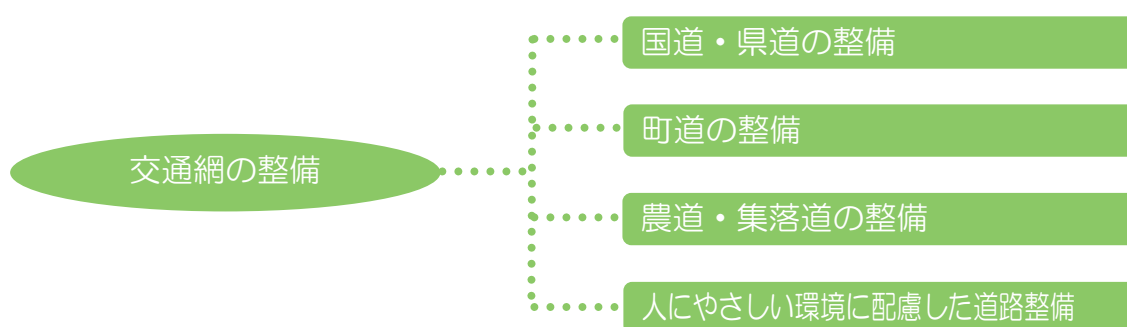 国道・県道の整備
町道の整備
交通網の整備
農道・集落道の整備
人にやさしい環境に配慮した道路整備